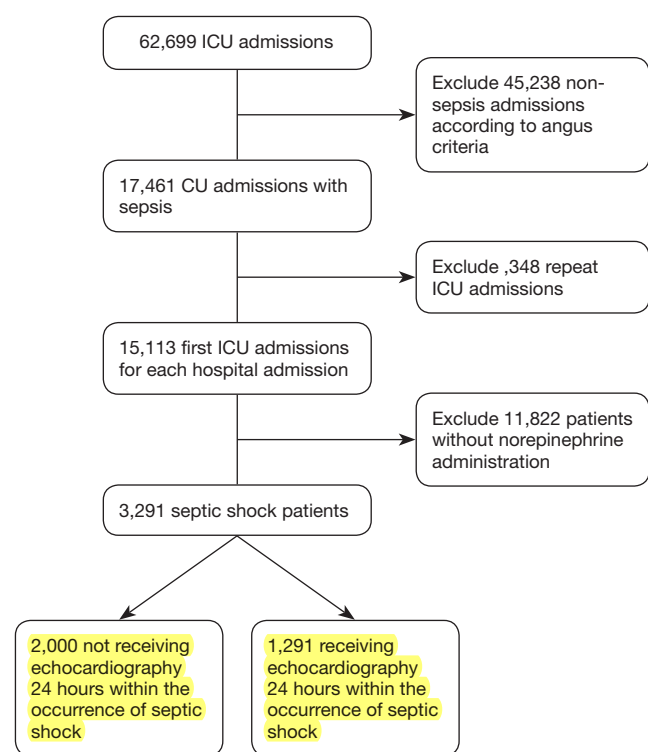 62,699 ICU admissions
Exclude 45,238 non-
sepsis admissions
according to angus
criteria
17,461 CU admissions with
sepsis
Exclude ,348 repeat
ICU admissions
15,113 first ICU admissions
for each hospital admission
Exclude 11,822 patients
without norepinephrine
administration
3,291 septic shock patients
2,000 not receiving
echocardiography
24 hours within the
occurrence of septic
shock
1,291 receiving
echocardiography
24 hours within the
occurrence of septic
shock